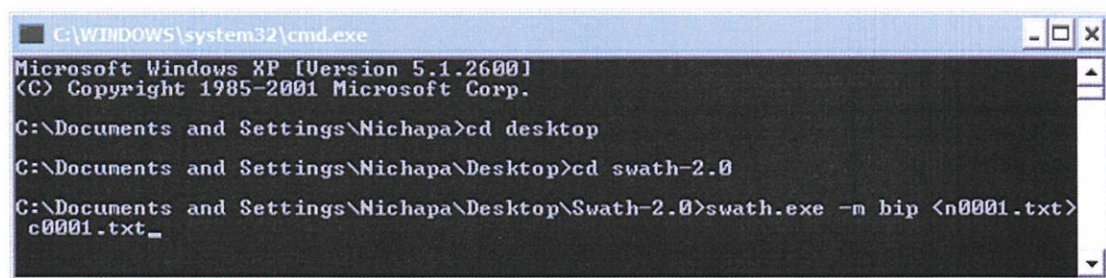 C:\WINDOWS\system32\cmd.exe
Microsoft Windows XP [Version 5.1.2600]
(C) Copyright 1985-2001 Microsoft Corp.
C:\Documents and Settings\Nichapa>cd desktop
C:\Documents and Settings\Nichapa\Desktop>cd swath-2.0
C:\Documents and Settings\Nichapa\Desktop\Swath-2.0>swath.exe -m bip <n0001.txt>
c0001.txt_